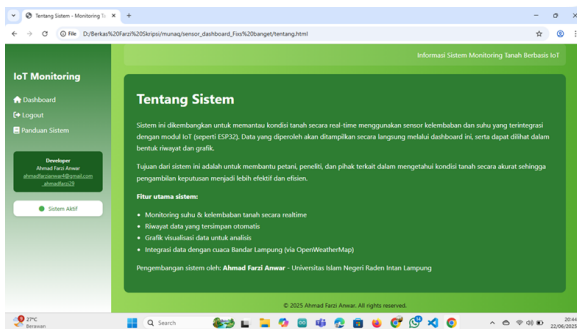 Tentang Sistem - Monitoring Ta
D:/Berkas%20Farzi%20Skripsi/munaq/sensor_dashboard_Fixs%20banget/tentang.html
File
Informasi Sistem Monitoring Tanah Berbasis IoT
IoT Monitoring
Dashboard
Logout
Panduan Sistem
Developer
Ahmad Farzi Anwar
ahmadfarzianwar4@gmail.com
_ahmadfarzi29
Sistem Aktif
Tentang Sistem
Sistem ini dikembangkan untuk memantau kondisi tanah secara real-time menggunakan sensor kelembaban dan suhu yang terintegrasi
dengan modul IoT (seperti ESP32). Data yang diperoleh akan ditampilkan secara langsung melalui dashboard ini, serta dapat dilihat dalam
bentuk riwayat dan grafik.
Tujuan dari sistem ini adalah untuk membantu petani, peneliti, dan pihak terkait dalam mengetahui kondisi tanah secara akurat sehingga
pengambilan keputusan menjadi lebih efektif dan efisien.
Fitur utama sistem:
Monitoring suhu & kelembaban tanah secara realtime
Riwayat data yang tersimpan otomatis
Grafik visualisasi data untuk analisis
Integrasi data dengan cuaca Bandar Lampung (via OpenWeatherMap)
Pengembangan sistem oleh: Ahmad Farzi Anwar - Universitas Islam Negeri Raden Intan Lampung
© 2025 Ahmad Farzi Anwar. All rights reserved.
27°C
Berawan
Search
20:44
22/08/2025